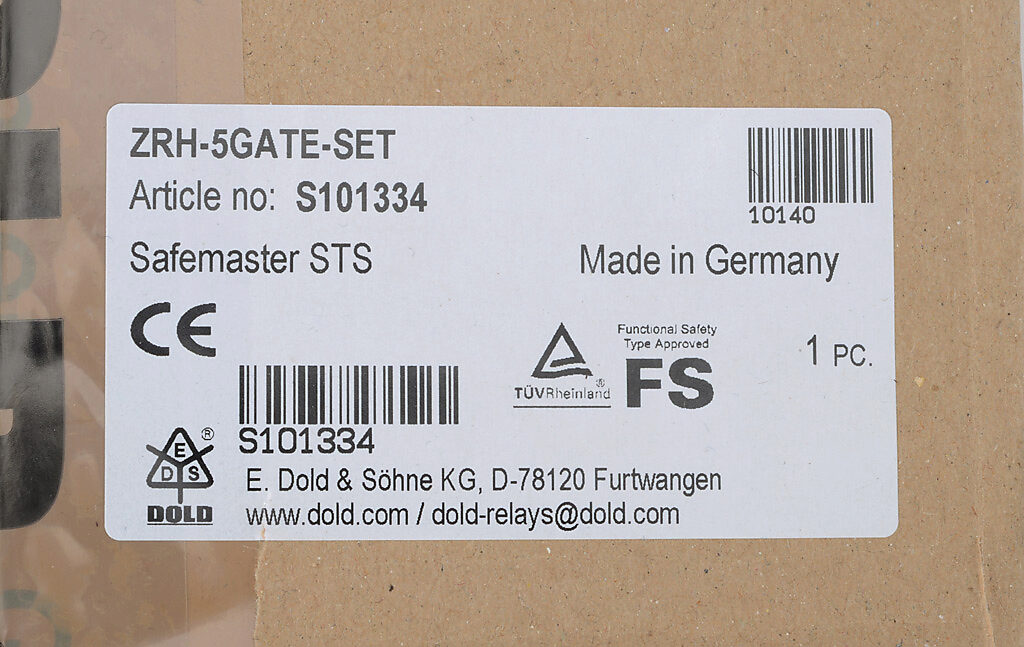 ZRH-5GATE-SET
Article no: S101334
10140
Safemaster STS
Made in Germany
CE
Functional Safety
Type Approved
TÜVRheinland ®
FS
1 PC.
S101334
E D S ®
DOLD
E. Dold & Söhne KG, D-78120 Furtwangen
www.dold.com / dold-relays@dold.com